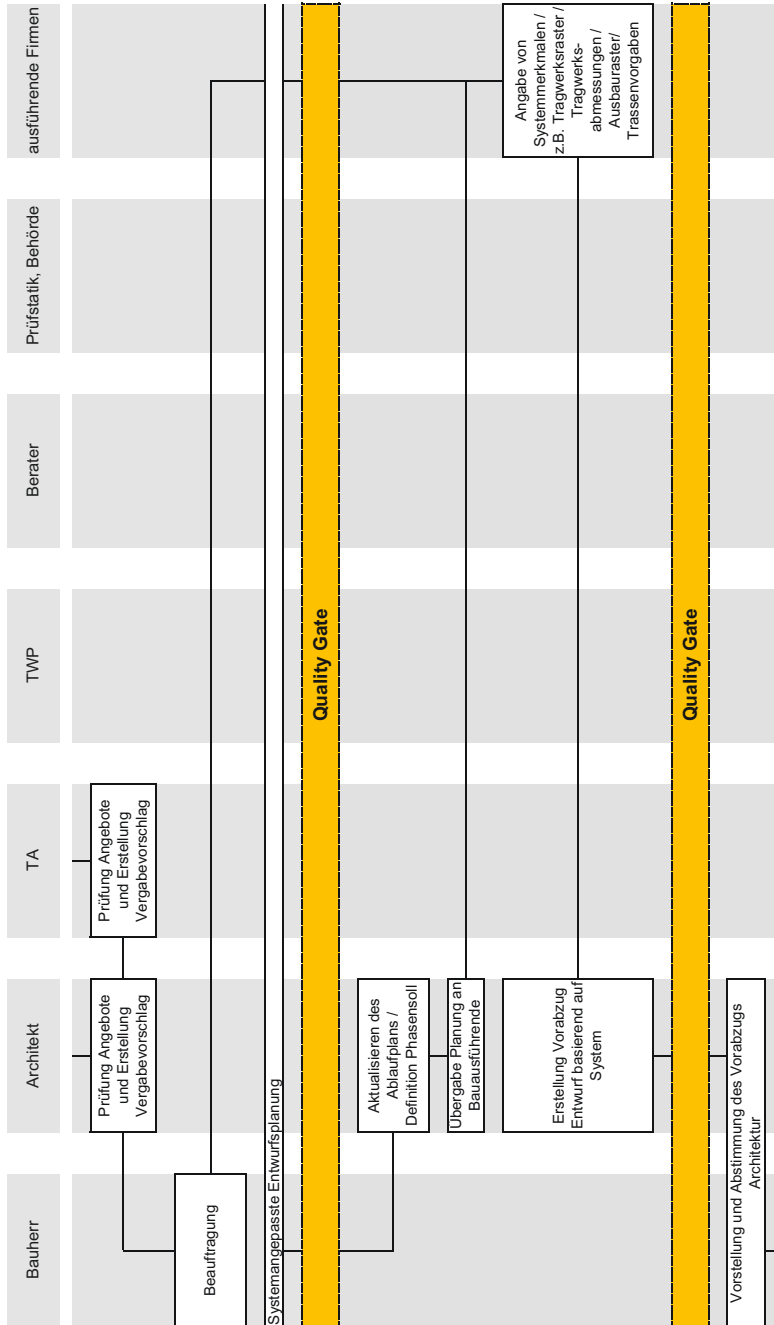 Bauherr
Architekt
TA
TWP
Berater
Prüfstatik, Behörde
ausführende Firmen
Prüfung Angebote
und Erstellung
Vergabevorschlag
Prüfung Angebote
und Erstellung
Vergabevorschlag
Beauftragung
Systemangepasste Entwurfsplanung
Quality Gate
Aktualisieren des
Ablaufplans /
Definition Phasensoll
Übergabe Planung an
Bauausführende
Erstellung Vorabzug
Entwurf basierend auf
System
Angabe von
Systemmerkmalen /
z.B. Tragwerksraster /
Tragwerks-
abmessungen /
Ausbauraster/
Trassenvorgaben
Quality Gate
Vorstellung und Abstimmung des Vorabzugs
Architektur